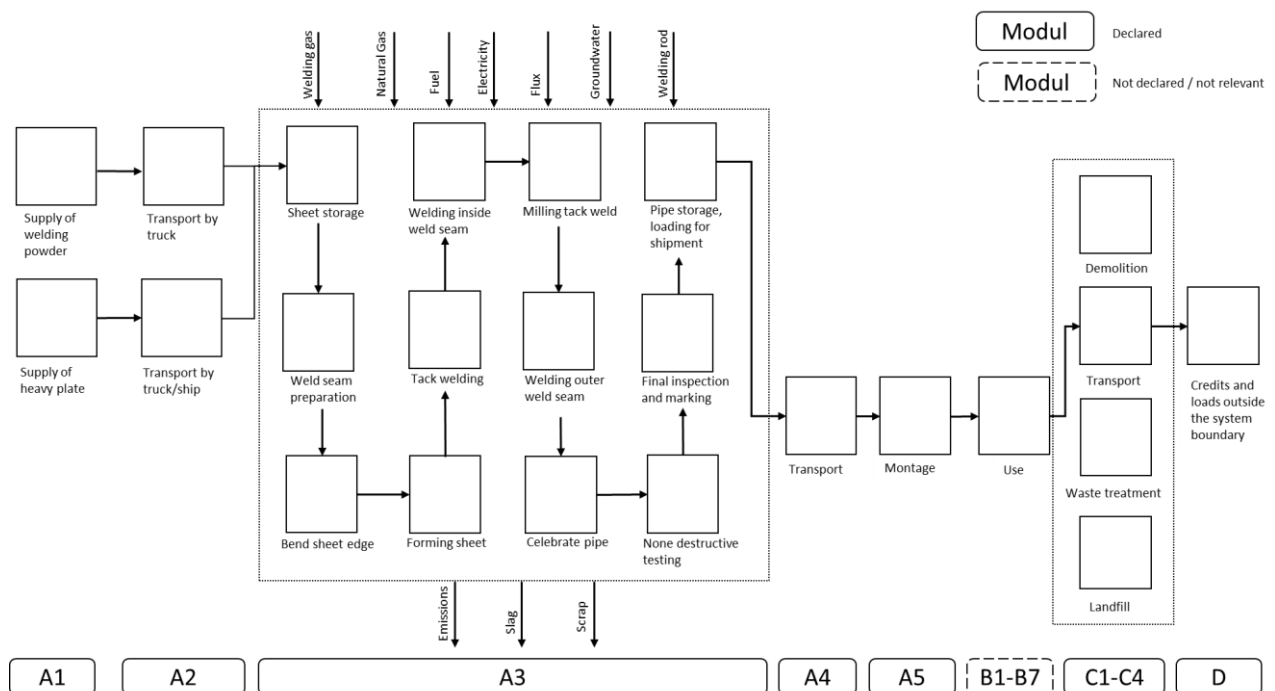 Modul
Declared
Modul
Not declared / not relevant
Welding gas
Natural Gas
Fuel
Electricity
Flux
Groundwater
Welding rod
Supply of
welding powder
Transport by
truck
Supply of
heavy plate
Transport by
truck/ship
Sheet storage
Welding inside
weld seam
Milling tack weld
Pipe storage,
loading for
shipment
Weld seam
preparation
Tack welding
Welding outer
weld seam
Final inspection
and marking
Bend sheet edge
Forming sheet
Celebrate pipe
None destructive
testing
Emissions
Slag
Scrap
Transport
Montage
Use
Demolition
Transport
Waste treatment
Landfill
Credits and
loads outside
the system
boundary
A1
A2
A3
A4
A5
B1-B7
C1-C4
D